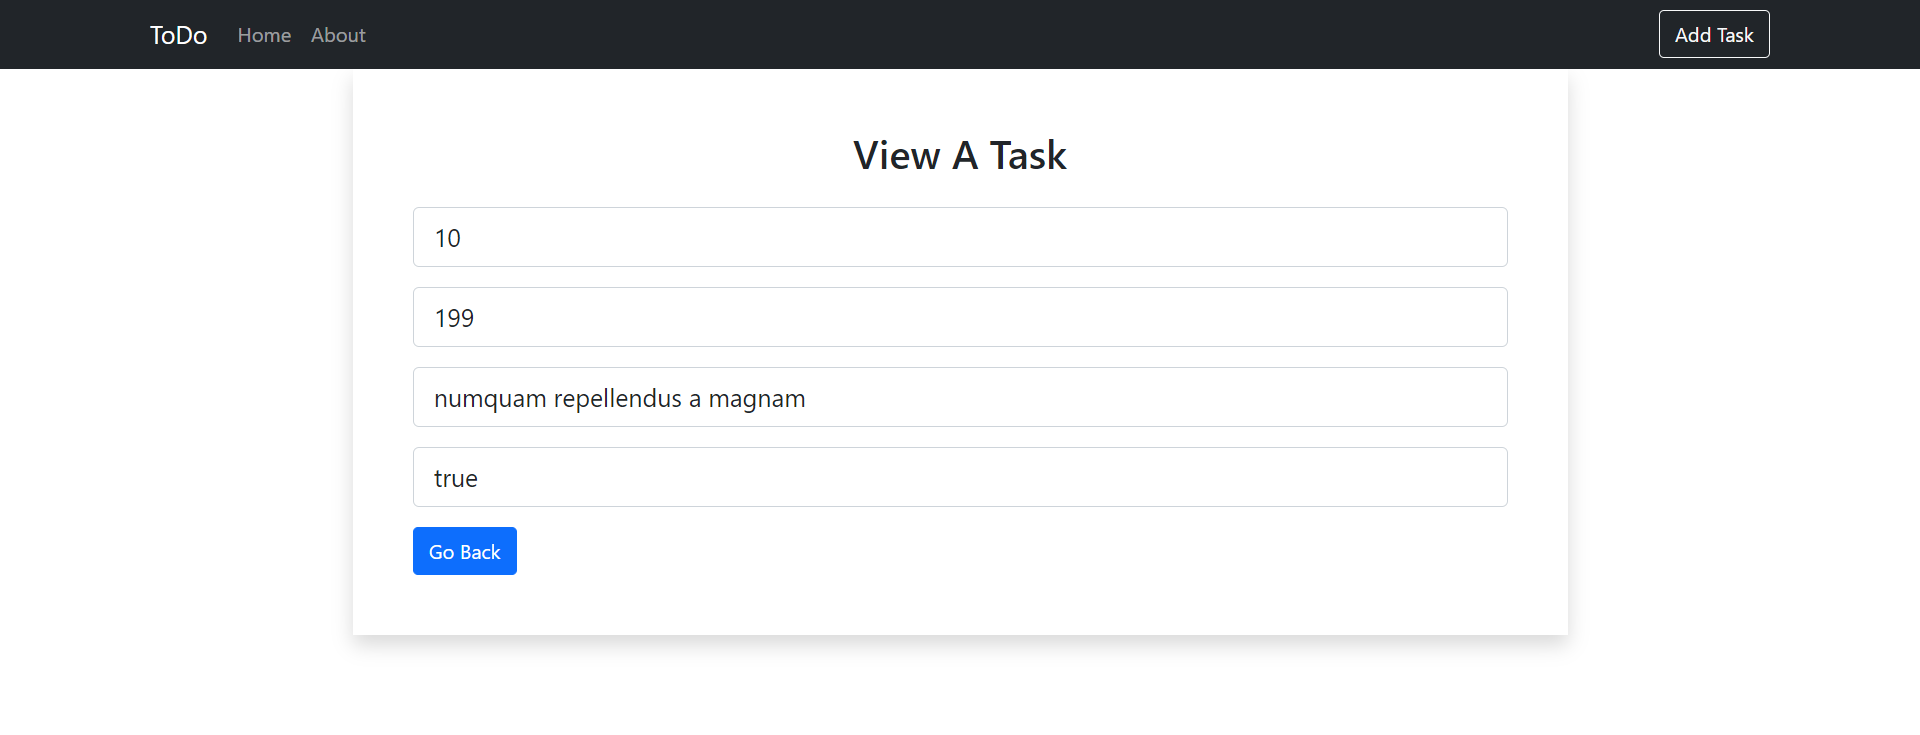 ToDo Home About Add Task
View A Task
10
199
numquam repellendus a magnam
true
Go Back